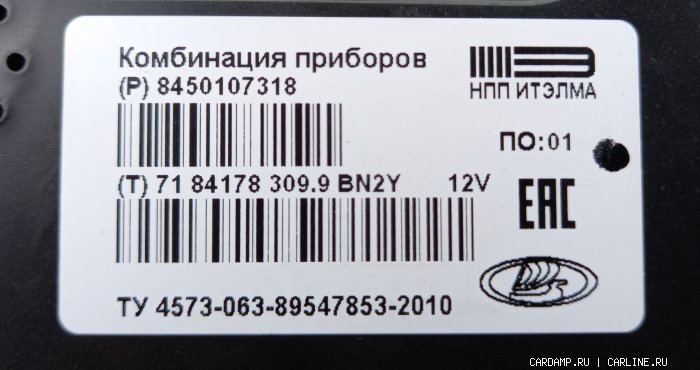 Комбинация приборов
(P) 8450107318
НПП ИТЭЛМА
ПО:01
(T) 71 84178 309.9 BN2Y 12V
EAC
ТУ 4573-063-89547853-2010
CARDAMP.RU | CARLINE.RU